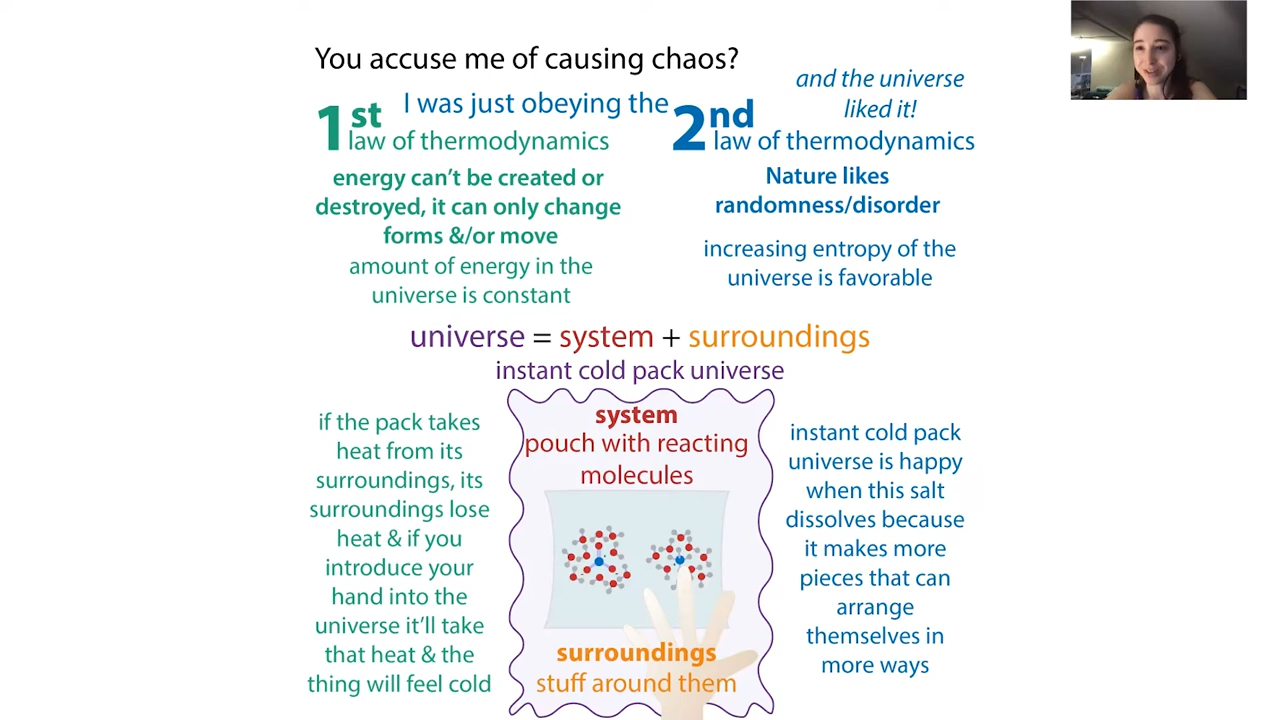 You accuse me of causing chaos?
I was just obeying the
and the universe
liked it!
1st
law of thermodynamics
2nd
law of thermodynamics
energy can't be created or
destroyed, it can only change
forms &/or move
amount of energy in the
universe is constant
Nature likes
randomness/disorder
increasing entropy of the
universe is favorable
universe = system + surroundings
instant cold pack universe
if the pack takes
heat from its
surroundings, its
surroundings lose
heat & if you
introduce your
hand into the
universe it'll take
that heat & the
thing will feel cold
system
pouch with reacting
molecules
surroundings
stuff around them
instant cold pack
universe is happy
when this salt
dissolves because
it makes more
pieces that can
arrange
themselves in
more ways